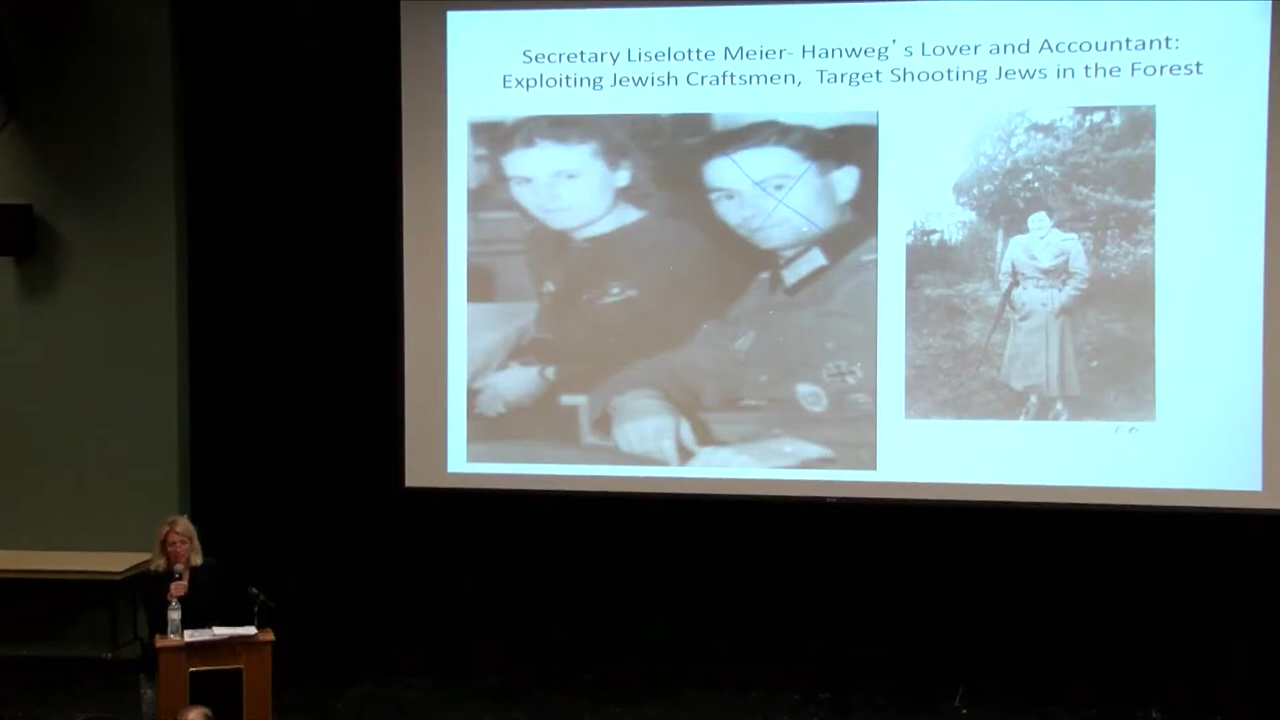 Secretary Liselotte Meier- Hanweg's Lover and Accountant:
Exploiting Jewish Craftsmen, Target Shooting Jews in the Forest